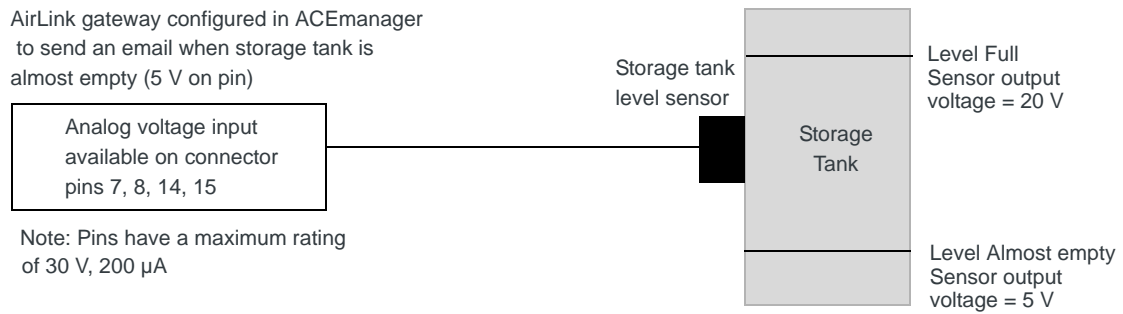 AirLink gateway configured in ACEmanager
to send an email when storage tank is
almost empty (5 V on pin)
Analog voltage input
available on connector
pins 7, 8, 14, 15
Note: Pins have a maximum rating
of 30 V, 200 µA
Storage tank
level sensor
Storage
Tank
Level Full
Sensor output
voltage = 20 V
Level Almost empty
Sensor output
voltage = 5 V